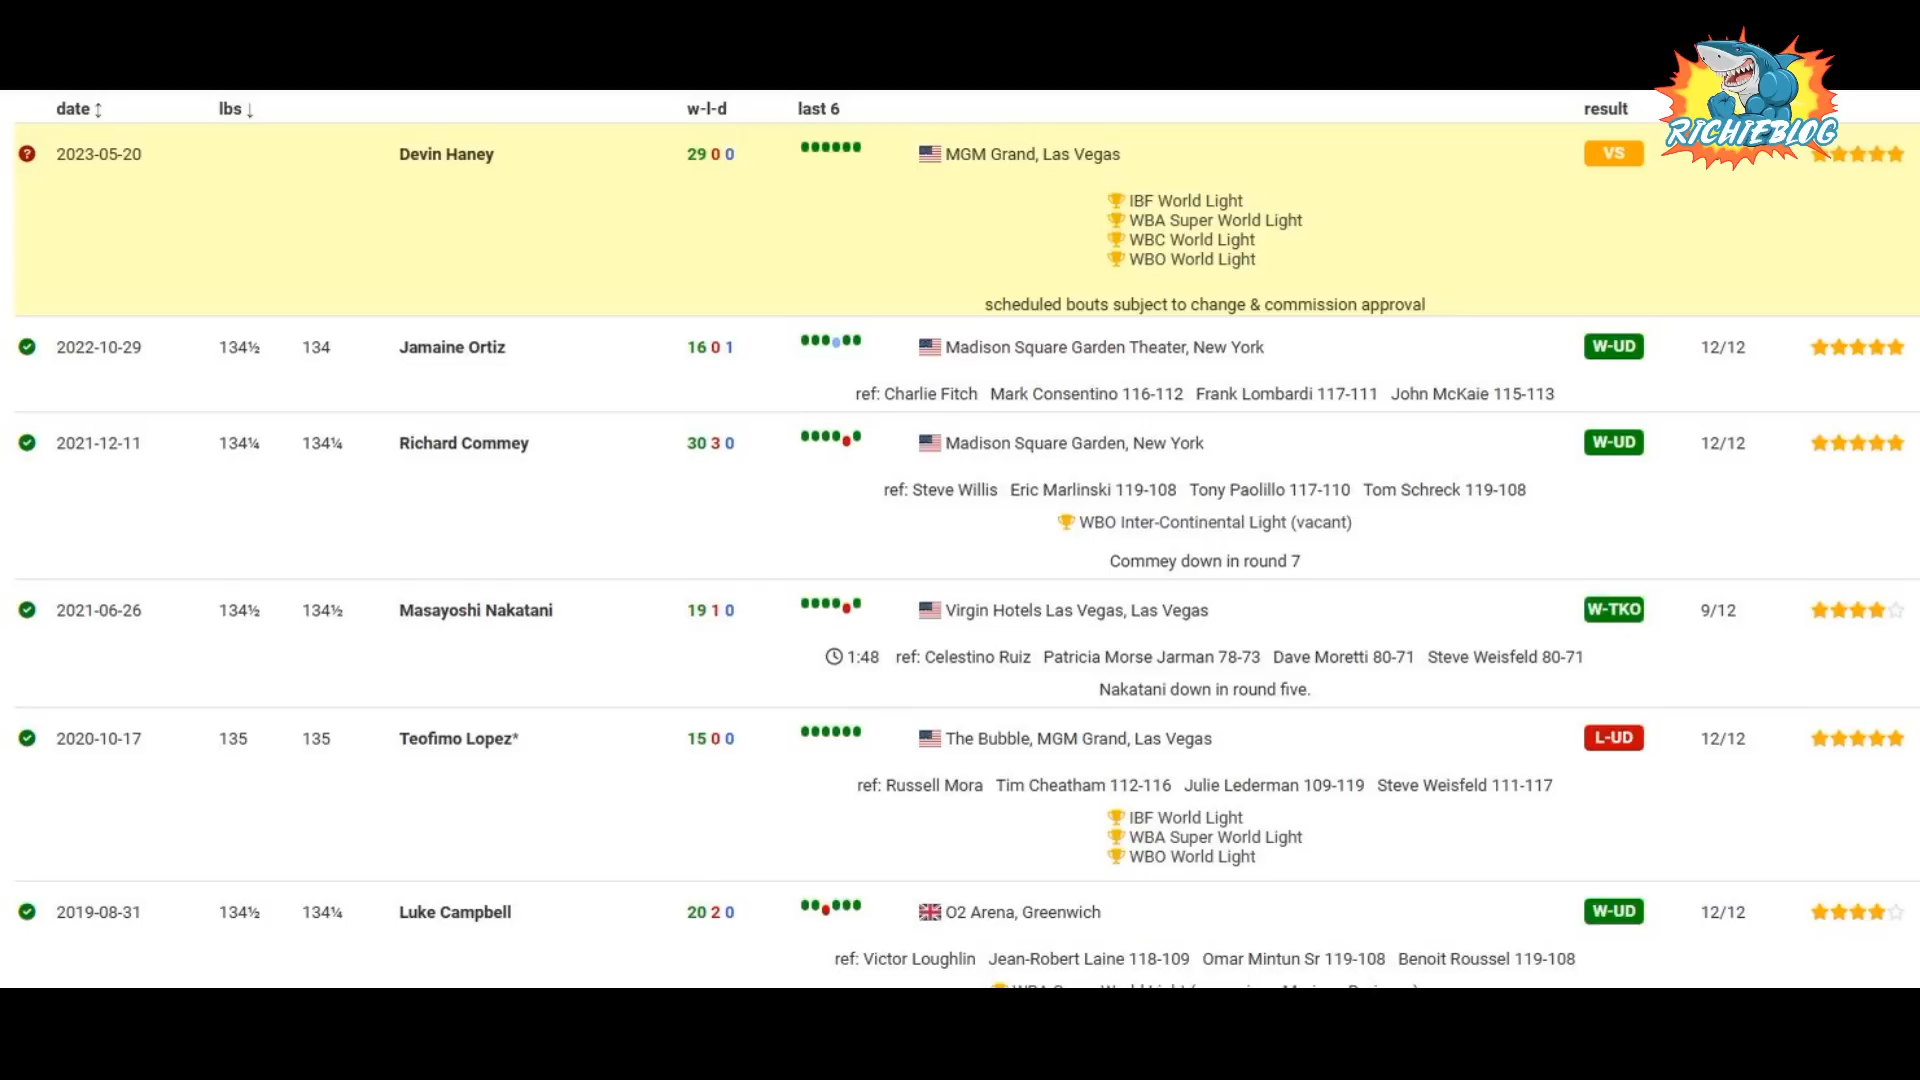 RICHIEBLOG
date lbs w-l-d last 6 result
2023-05-20 Devin Haney 29 0 0 MGM Grand, Las Vegas VS
IBF World Light
WBA Super World Light
WBC World Light
WBO World Light
scheduled bouts subject to change & commission approval
2022-10-29 134½ 134 Jamaine Ortiz 16 0 1 Madison Square Garden Theater, New York W-UD 12/12
ref: Charlie Fitch Mark Consentino 116-112 Frank Lombardi 117-111 John McKaie 115-113
2021-12-11 134¼ 134¼ Richard Commey 30 3 0 Madison Square Garden, New York W-UD 12/12
ref: Steve Willis Eric Marlinski 119-108 Tony Paolillo 117-110 Tom Schreck 119-108
WBO Inter-Continental Light (vacant)
Commey down in round 7
2021-06-26 134½ 134½ Masayoshi Nakatani 19 1 0 Virgin Hotels Las Vegas, Las Vegas W-TKO 9/12
1:48 ref: Celestino Ruiz Patricia Morse Jarman 78-73 Dave Moretti 80-71 Steve Weisfeld 80-71
Nakatani down in round five.
2020-10-17 135 135 Teofimo Lopez* 15 0 0 The Bubble, MGM Grand, Las Vegas L-UD 12/12
ref: Russell Mora Tim Cheatham 112-116 Julie Lederman 109-119 Steve Weisfeld 111-117
IBF World Light
WBA Super World Light
WBO World Light
2019-08-31 134½ 134¼ Luke Campbell 20 2 0 O2 Arena, Greenwich W-UD 12/12
ref: Victor Loughlin Jean-Robert Laine 118-109 Omar Mintun Sr 119-108 Benoit Roussel 119-108